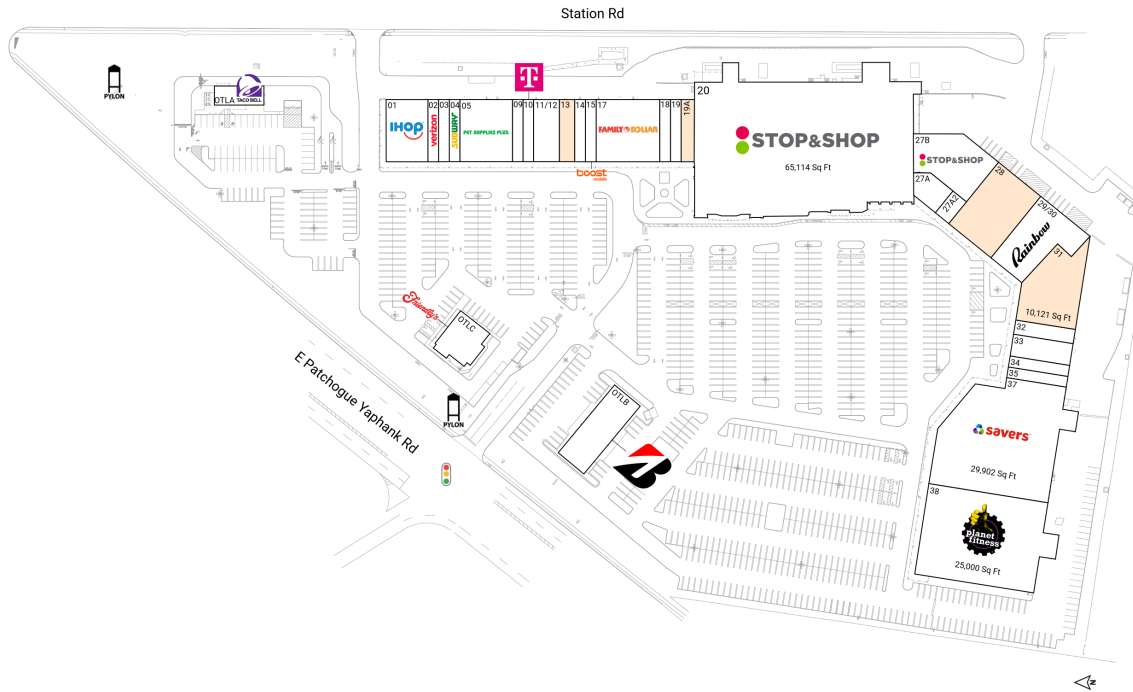 Station Rd
PYLON
OTLA
TACO BELL
T
01
IHOP
02
verizon
03
04
SUBWAY
05
PET SUPPLIES PLUS
09
10
11/12
13
14
15
17
FAMILY DOLLAR
18
19
19A
boost
mobile
20
STOP&SHOP
65,114 Sq Ft
27B
STOP&SHOP
27A
27A2
28
29/30
Rainbow
31
10,121 Sq Ft
32
33
34
35
37
savers
29,902 Sq Ft
38
planet
fitness
25,000 Sq Ft
Friendly's
OTLC
OTLB
B
E Patchogue Yaphank Rd
PYLON
N